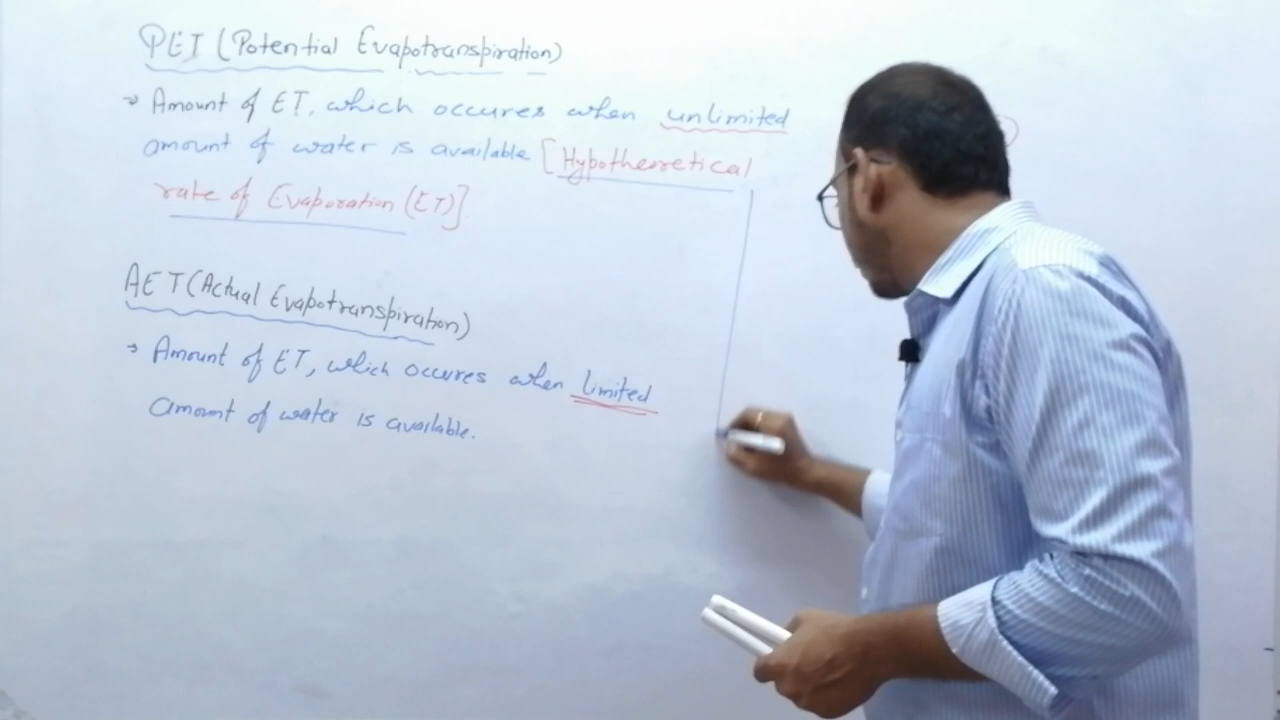 PET (Potential Evapotranspiration)
→ Amount of ET, which occures when unlimited
amount of water is available [Hypotheoretical
rate of Evaporation (ET)]
AET (Actual Evapotranspiration)
→ Amount of ET, which occures when limited
amount of water is available.